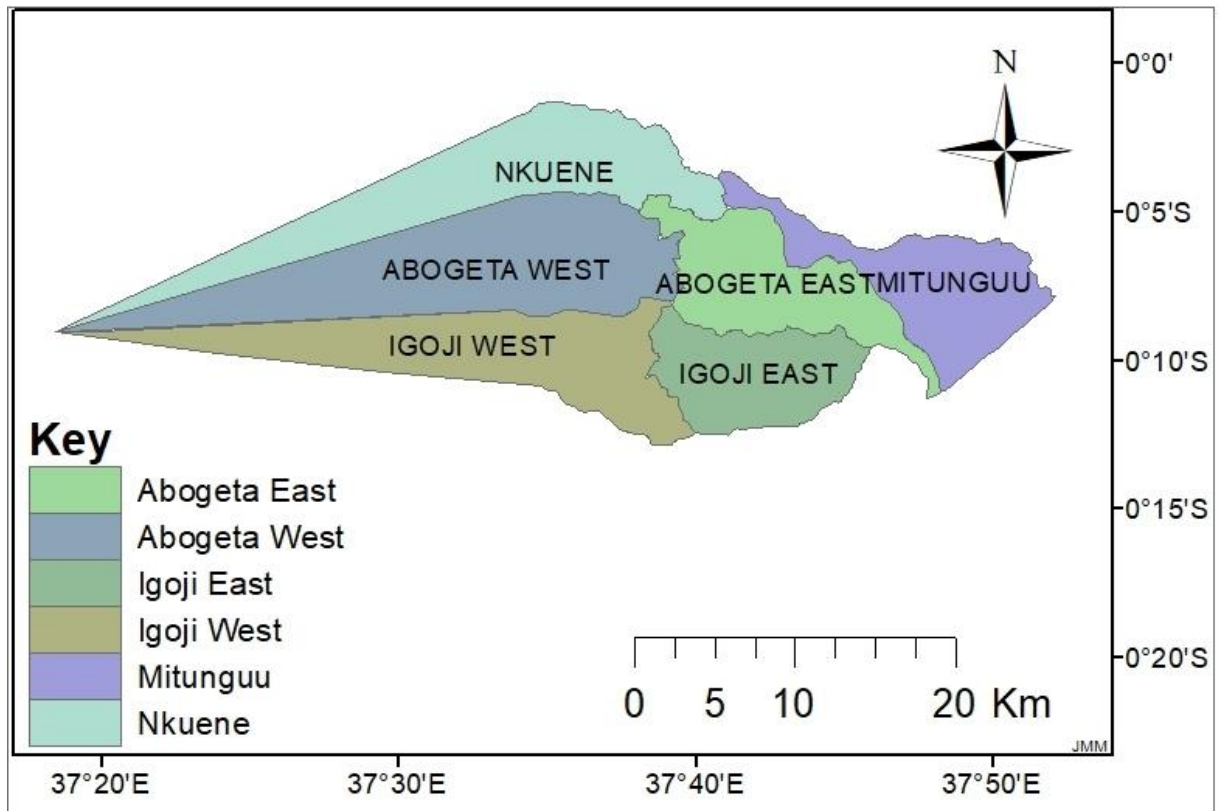 N
0°0'
NKUENE
0°5'S
ABOGETA WEST
ABOGETA EAST
MITUNGUU
IGOJI WEST
0°10'S
IGOJI EAST
Key
Abogeta East
Abogeta West
0°15'S
Igoji East
Igoji West
0°20'S
Mitunguu
0 5 10 20 Km
Nkuene
JMM
37°20'E 37°30'E 37°40'E 37°50'E